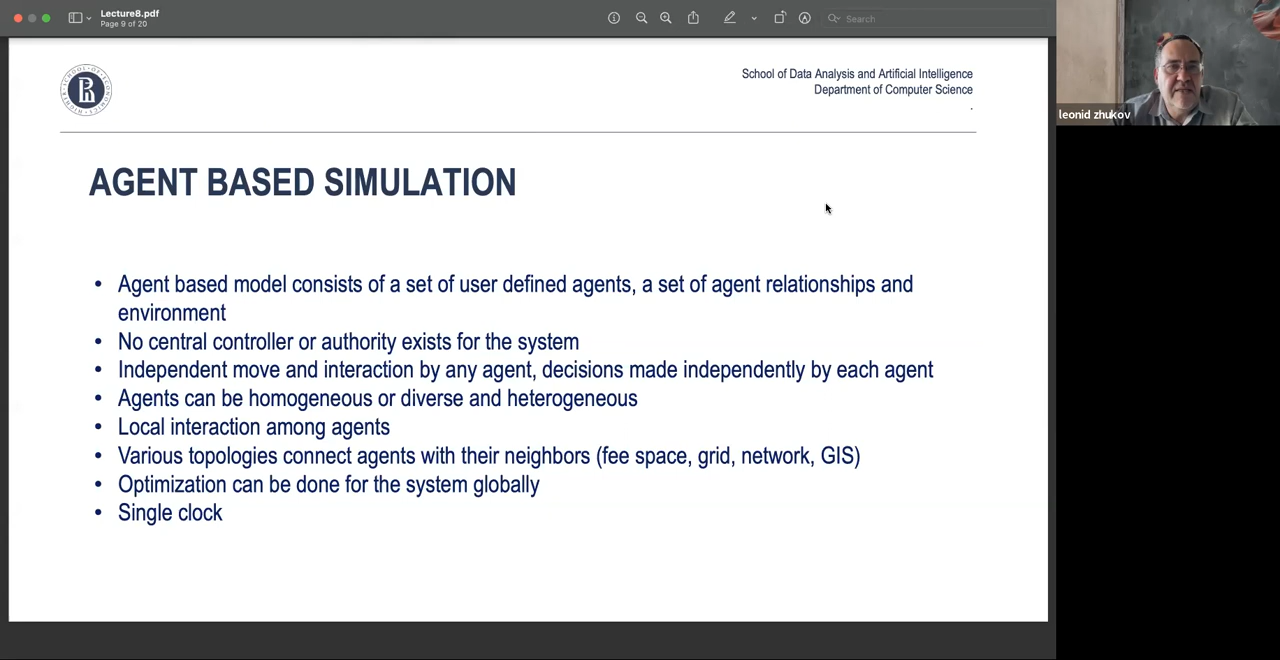 Lecture8.pdf
Page 9 of 20
Search
leonid zhukov
School of Data Analysis and Artificial Intelligence
Department of Computer Science
.
AGENT BASED SIMULATION
• Agent based model consists of a set of user defined agents, a set of agent relationships and
environment
• No central controller or authority exists for the system
• Independent move and interaction by any agent, decisions made independently by each agent
• Agents can be homogeneous or diverse and heterogeneous
• Local interaction among agents
• Various topologies connect agents with their neighbors (fee space, grid, network, GIS)
• Optimization can be done for the system globally
• Single clock